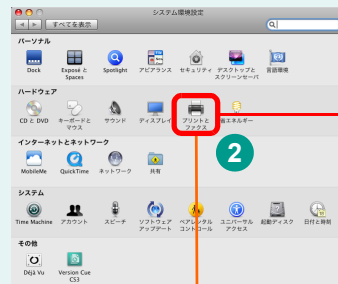 システム環境設定
すべてを表示
パーソナル
Dock
Exposé と
Spaces
Spotlight
アピアランス
セキュリティ
デスクトップと
スクリーンセーバ
言語環境
ハードウェア
CD と DVD
キーボードと
マウス
サウンド
ディスプレイ
プリントと
ファクス
省エネルギー
インターネットとネットワーク
MobileMe
QuickTime
ネットワーク
共有
2
システム
Time Machine
アカウント
スピーチ
ソフトウェア
アップデート
ペアレンタル
コントロール
ユニバーサル
アクセス
起動ディスク
日付と時刻
その他
Déjà Vu
Version Cue
CS3